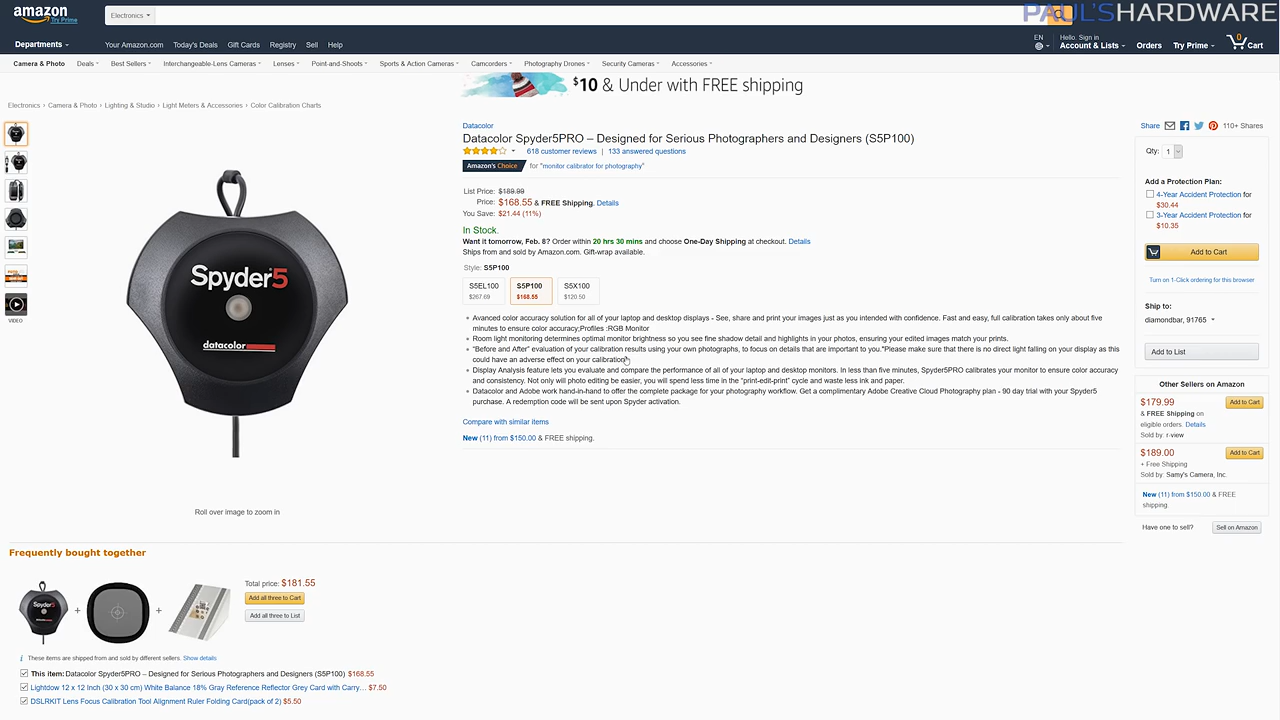 amazon
Try Prime
Electronics
PAUL'SHARDWARE
Departments
Your Amazon.com Today's Deals Gift Cards Registry Sell Help
EN
Hello. Sign in
Account & Lists
Orders
Try Prime
0
Cart
Camera & Photo Deals Best Sellers Interchangeable-Lens Cameras Lenses Point-and-Shoots Sports & Action Cameras Camcorders Photography Drones Security Cameras Accessories
$10 & Under with FREE shipping
Electronics › Camera & Photo › Lighting & Studio › Light Meters & Accessories › Color Calibration Charts
VIDEO
Spyder5
datacolor
Roll over image to zoom in
Datacolor
Datacolor Spyder5PRO – Designed for Serious Photographers and Designers (S5P100)
618 customer reviews | 133 answered questions
Amazon's Choice for "monitor calibrator for photography"
List Price: $189.99
Price: $168.55 & FREE Shipping. Details
You Save: $21.44 (11%)
In Stock.
Want it tomorrow, Feb. 8? Order within 20 hrs 30 mins and choose One-Day Shipping at checkout. Details
Ships from and sold by Amazon.com. Gift-wrap available.
Style: S5P100
S5EL100 S5P100 S5X100
$267.69 $168.55 $120.50
Avanced color accuracy solution for all of your laptop and desktop displays - See, share and print your images just as you intended with confidence. Fast and easy, full calibration takes only about five
minutes to ensure color accuracy;Profiles :RGB Monitor
Room light monitoring determines optimal monitor brightness so you see fine shadow detail and highlights in your photos, ensuring your edited images match your prints.
"Before and After" evaluation of your calibration results using your own photographs, to focus on details that are important to you."Please make sure that there is no direct light falling on your display as this
could have an adverse effect on your calibration"
Display Analysis feature lets you evaluate and compare the performance of all of your laptop and desktop monitors. In less than five minutes, Spyder5PRO calibrates your monitor to ensure color accuracy
and consistency. Not only will photo editing be easier, you will spend less time in the "print-edit-print" cycle and waste less ink and paper.
Datacolor and Adobe work hand-in-hand to offer the complete package for your photography workflow. Get a complimentary Adobe Creative Cloud Photography plan - 90 day trial with your Spyder5
purchase. A redemption code will be sent upon Spyder activation.
Compare with similar items
New (11) from $150.00 & FREE shipping.
Share 110+ Shares
Qty: 1
Add a Protection Plan:
4-Year Accident Protection for
$30.44
3-Year Accident Protection for
$10.35
Add to Cart
Turn on 1-Click ordering for this browser
Ship to:
diamondbar, 91765
Add to List
Other Sellers on Amazon
$179.99 Add to Cart
& FREE Shipping on
eligible orders. Details
Sold by: r-view
$189.00 Add to Cart
+ Free Shipping
Sold by: Samy's Camera, Inc.
New (11) from $150.00 & FREE
shipping.
Have one to sell? Sell on Amazon
Frequently bought together
Spyder5
+
+
Total price: $181.55
Add all three to Cart
Add all three to List
i These items are shipped from and sold by different sellers. Show details
This item: Datacolor Spyder5PRO – Designed for Serious Photographers and Designers (S5P100) $168.55
Lightdow 12 x 12 Inch (30 x 30 cm) White Balance 18% Gray Reference Reflector Grey Card with Carry… $7.50
DSLRKIT Lens Focus Calibration Tool Alignment Ruler Folding Card(pack of 2) $5.50